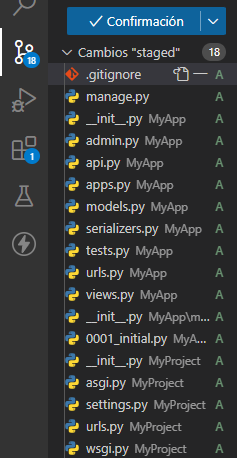 ✓ Confirmación
Cambios "staged" 18
.gitignore A
manage.py A
__init__.py MyApp A
admin.py MyApp A
api.py MyApp A
apps.py MyApp A
models.py MyApp A
serializers.py MyApp A
tests.py MyApp A
urls.py MyApp A
views.py MyApp A
__init__.py MyApp\m... A
0001_initial.py MyA... A
__init__.py MyProject A
asgi.py MyProject A
settings.py MyProject A
urls.py MyProject A
wsgi.py MyProject A
18
1